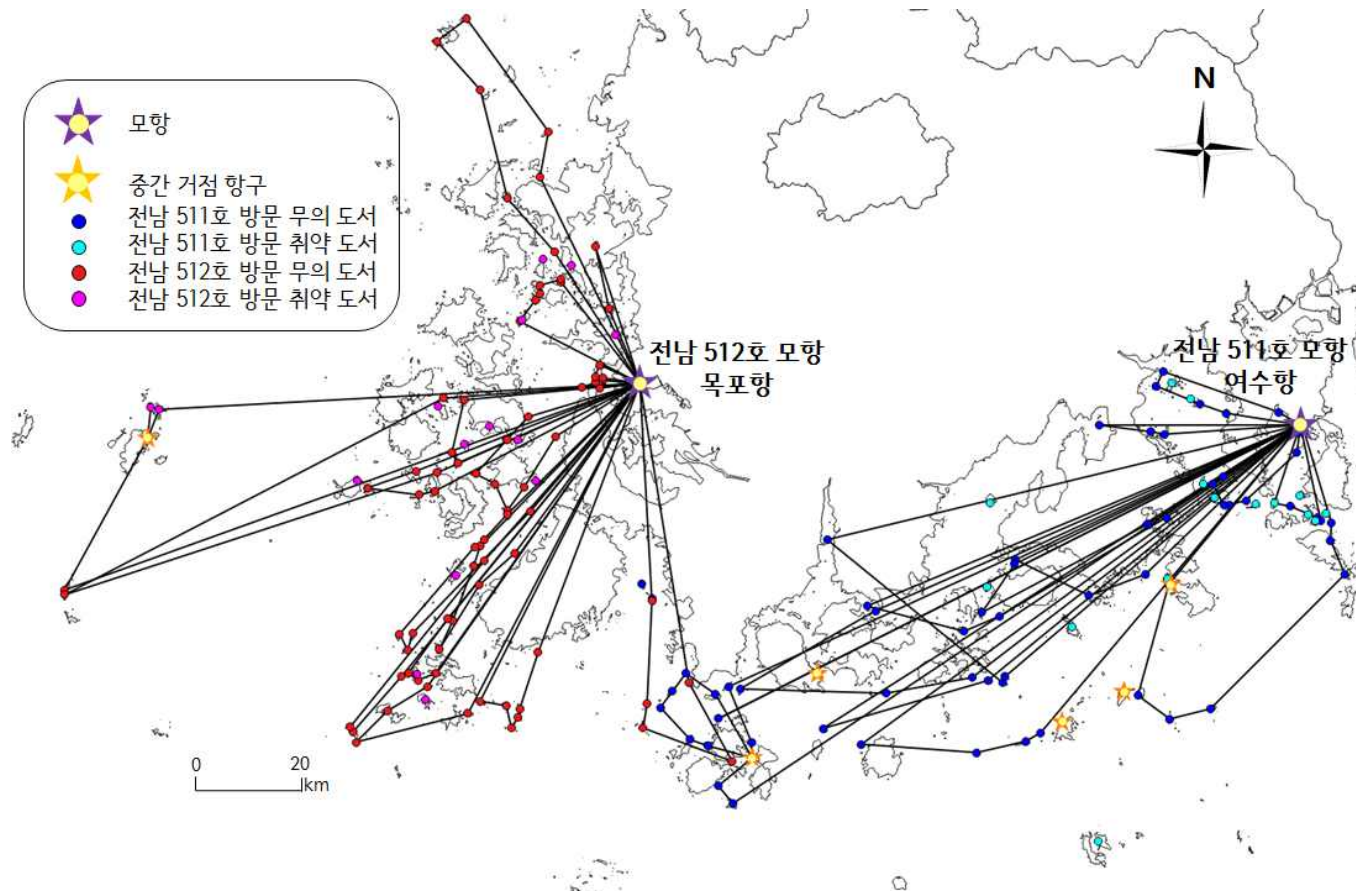 모항
중간 거점 항구
전남 511호 방문 무의 도서
전남 511호 방문 취약 도서
전남 512호 방문 무의 도서
전남 512호 방문 취약 도서
N
전남 512호 모항
목포항
전남 511호 모항
여수항
0 20
km